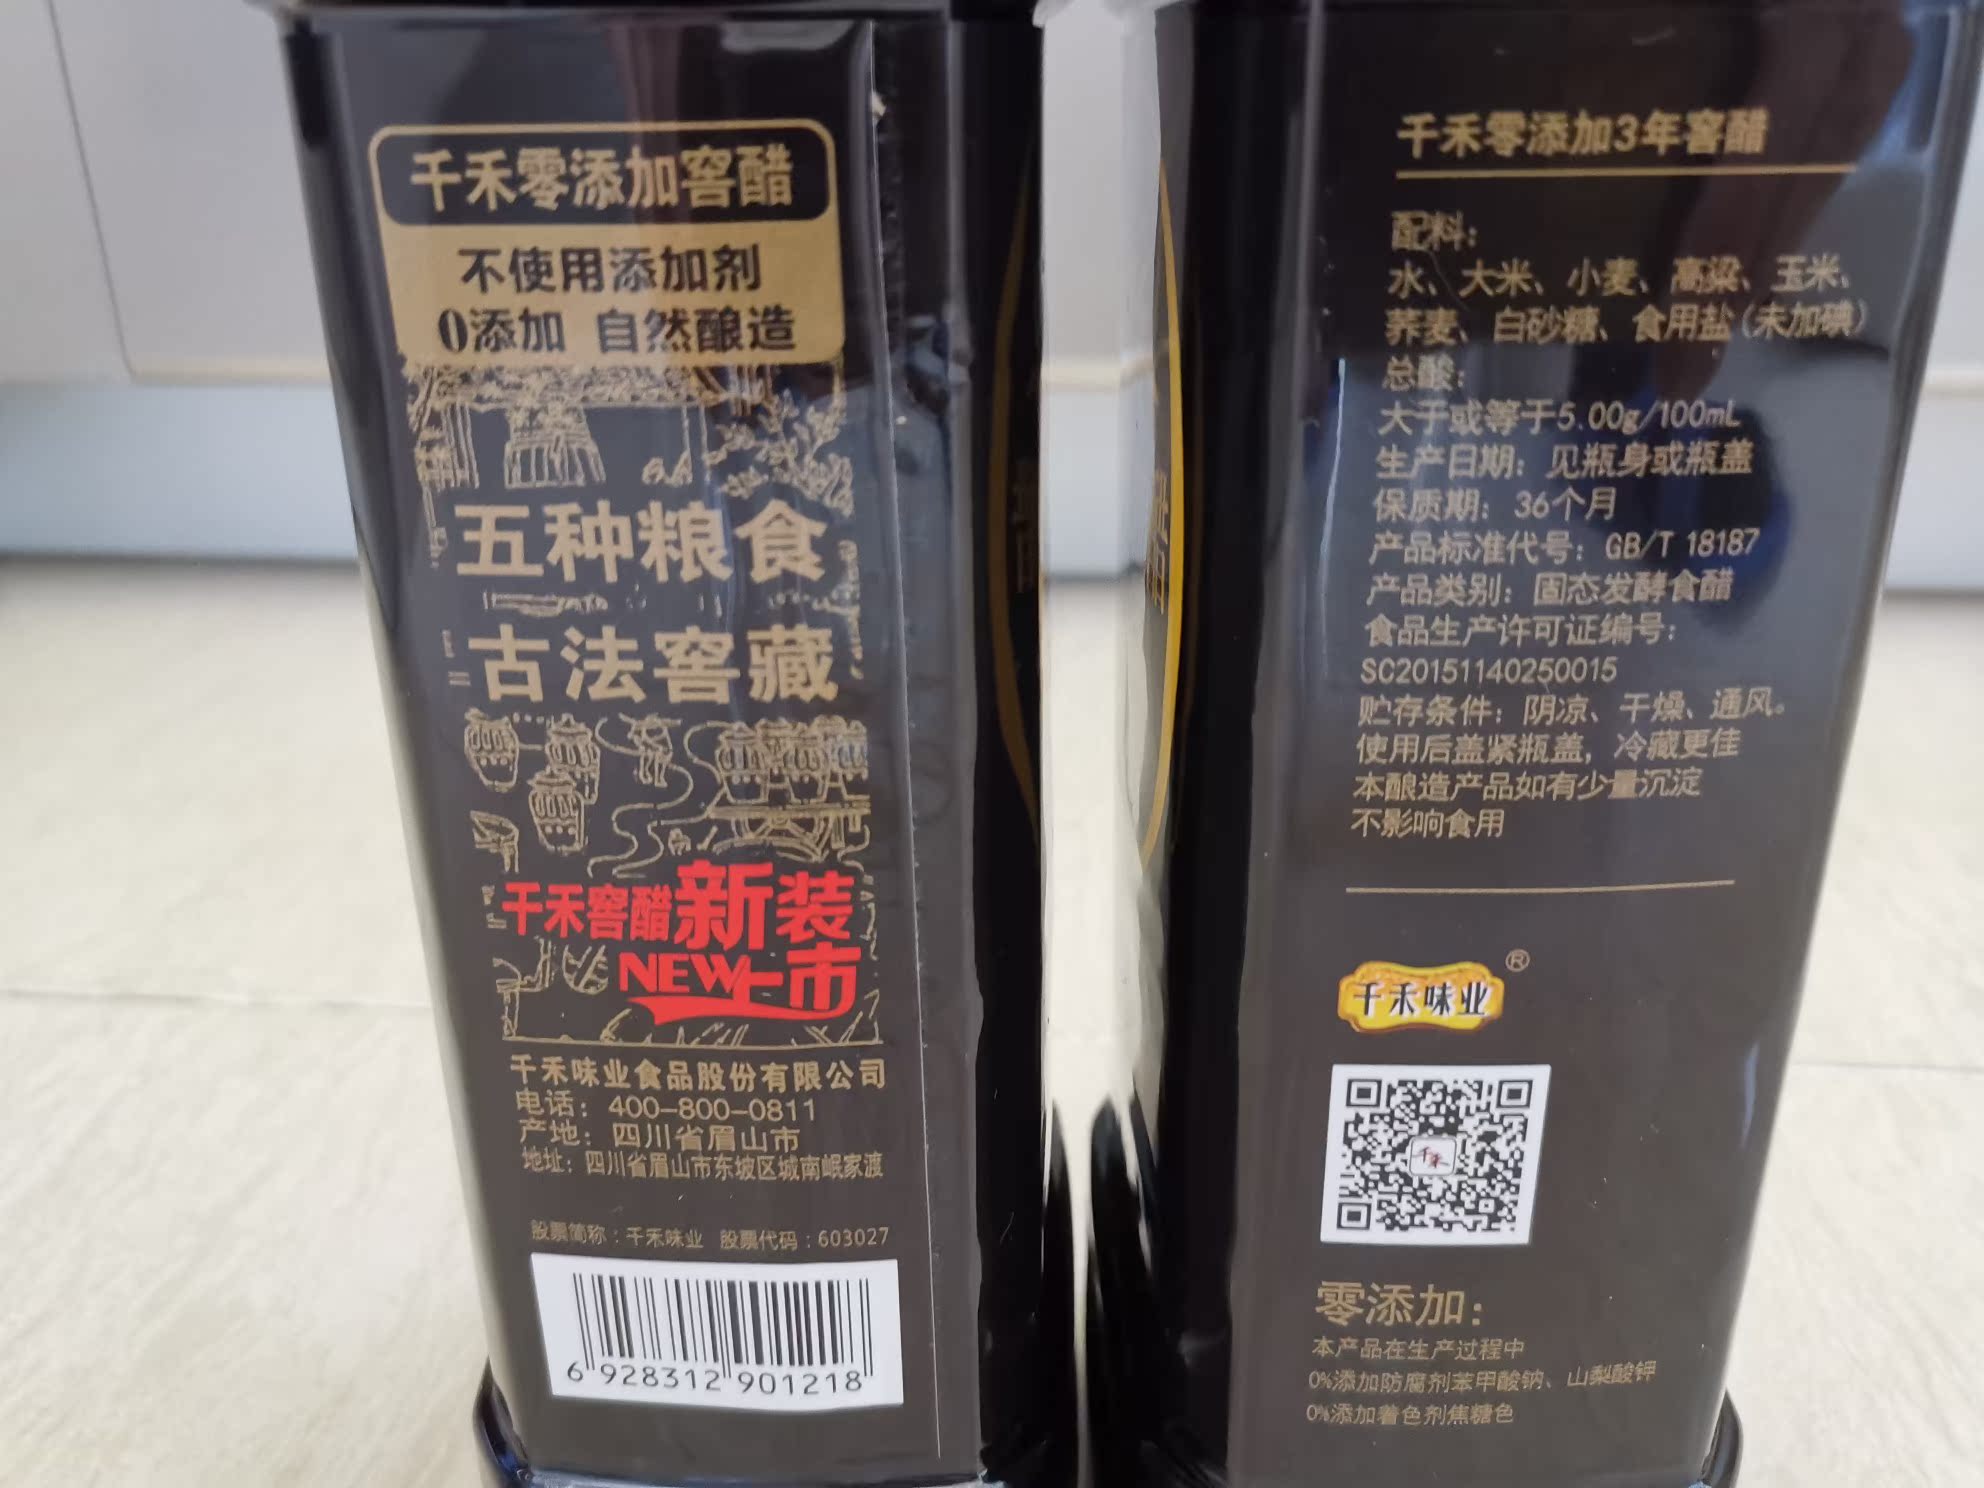 千禾零添加窖醋
不使用添加剂
0添加 自然酿造
五种粮食
古法窖藏
千禾窖醋新装
NEW上市
千禾味业食品股份有限公司
电话：400-800-0811
产地：四川省眉山市
地址：四川省眉山市东坡区城南岷家渡
股票简称：千禾味业 股票代码：603027
6 928312 901218
千禾零添加3年窖醋
配料：
水、大米、小麦、高粱、玉米、
荞麦、白砂糖、食用盐(未加碘)
总酸：
大于或等于5.00g/100mL
生产日期：见瓶身或瓶盖
保质期：36个月
产品标准代号：GB/T 18187
产品类别：固态发酵食醋
食品生产许可证编号：
SC20151140250015
贮存条件：阴凉、干燥、通风。
使用后盖紧瓶盖，冷藏更佳
本酿造产品如有少量沉淀
不影响食用
千禾味业®
千禾
零添加：
本产品在生产过程中
0%添加防腐剂苯甲酸钠、山梨酸钾
0%添加着色剂焦糖色